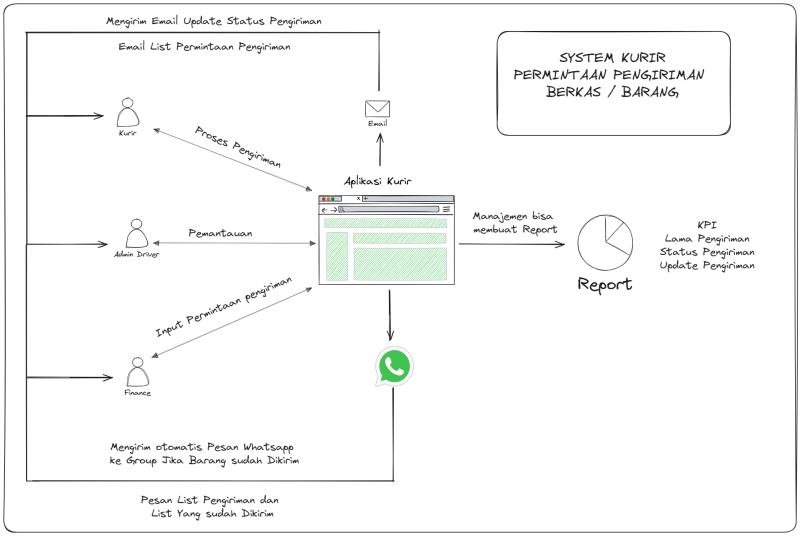 Mengirim Email Update Status Pengiriman
Email List Permintaan Pengiriman
SYSTEM KURIR
PERMINTAAN PENGIRIMAN
BERKAS / BARANG,
Kurir
Email
Proses Pengiriman
Aplikasi Kurir
Admin Driver
Pemantauan
Manajemen bisa
membuat Report
Report
KPI
Lama Pengiriman
Status Pengiriman
Update Pengiriman
Input Permintaan pengiriman
Finance
Mengirim otomatis Pesan Whatsapp
ke Group Jika Barang sudah Dikirim
Pesan List Pengiriman dan
List Yang sudah Dikirim